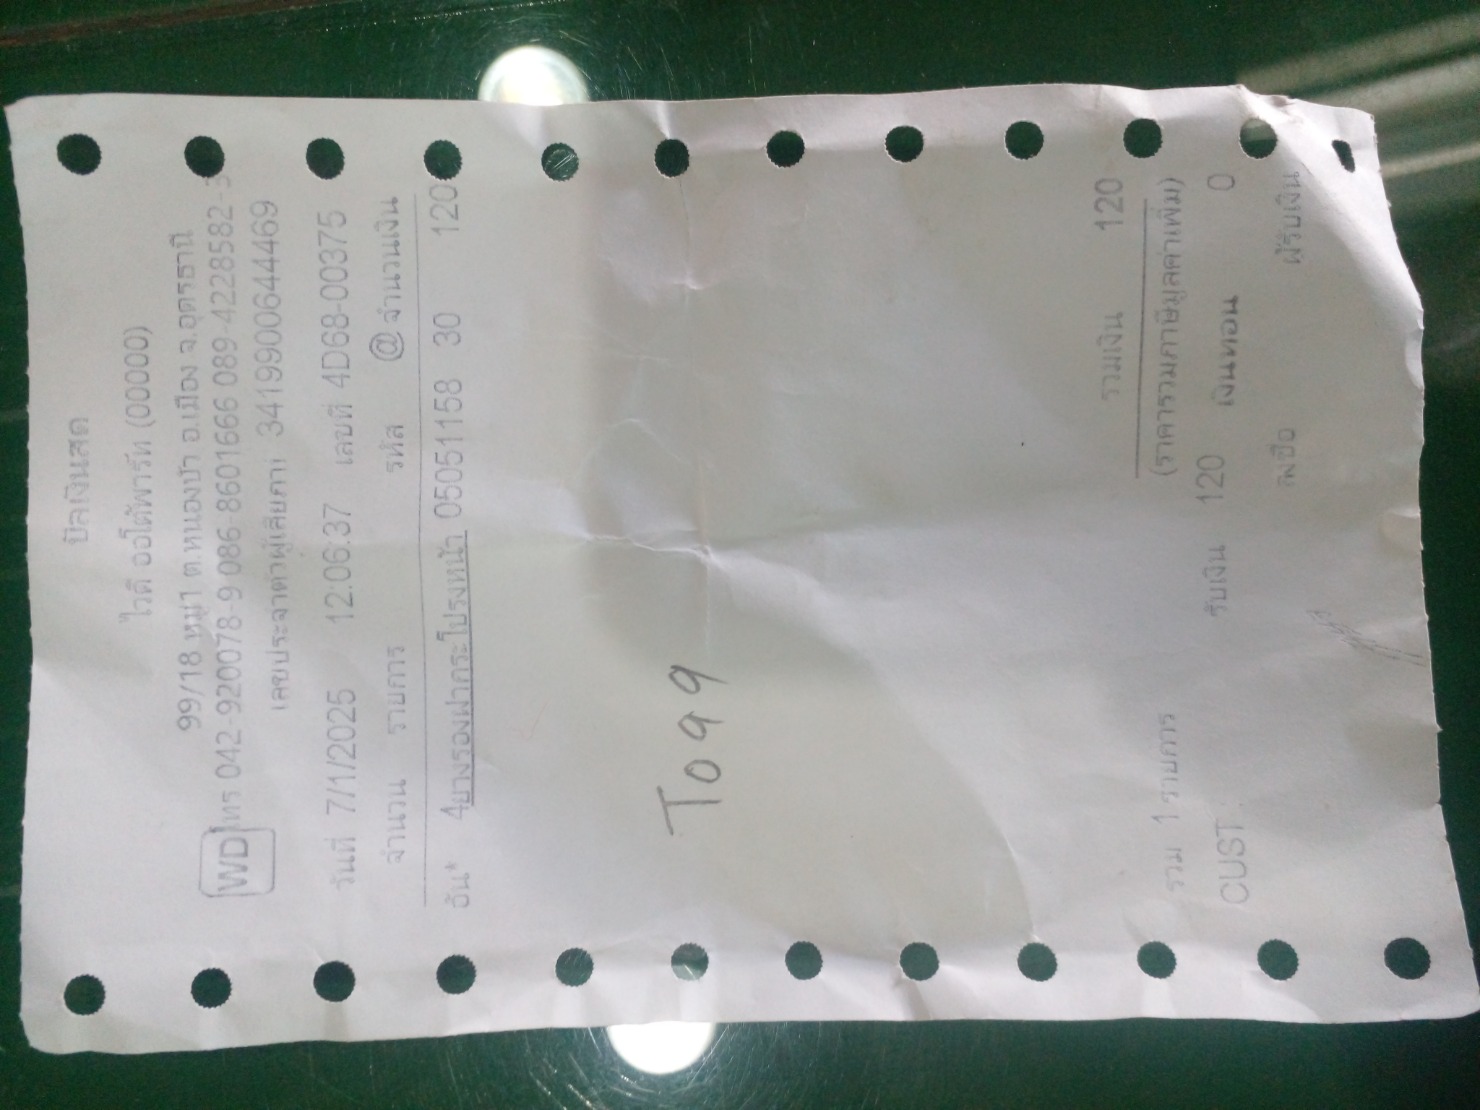 บิลเงินสด
ไวดี ออโต้พาร์ท (00000)
99/18 หมู่1 ต.หนองบัว อ.เมือง จ.อุดรธานี
WD โทร 042-920078-9 086-8601666 089-4228582-3
เลขประจำตัวผู้เสียภาษี 3419900644469
วันที่ 7/1/2025 12:06:37 เลขที่ 4D68-00375
จำนวน รายการ รหัส @ จำนวนเงิน
อัน* 4 ยางรองฝากระโปรงหน้า 05051158 30 120
T099
รวมเงิน 120
รวม 1 รายการ (ราคารวมภาษีมูลค่าเพิ่ม)
CUST : รับเงิน 120 เงินทอน 0
ลงชื่อ ผู้รับเงิน